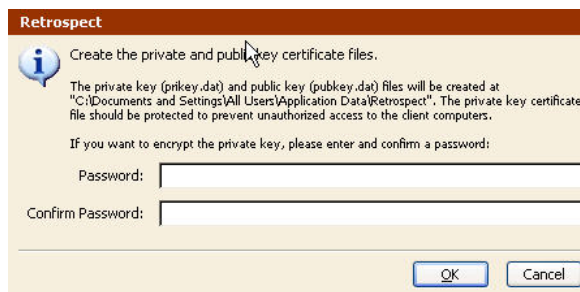 Retrospect
Create the private and public key certificate files.
The private key (prikey.dat) and public key (pubkey.dat) files will be created at
"C:\Documents and Settings\All Users\Application Data\Retrospect". The private key certificate
file should be protected to prevent unauthorized access to the client computers.
If you want to encrypt the private key, please enter and confirm a password:
Password:
Confirm Password:
OK Cancel